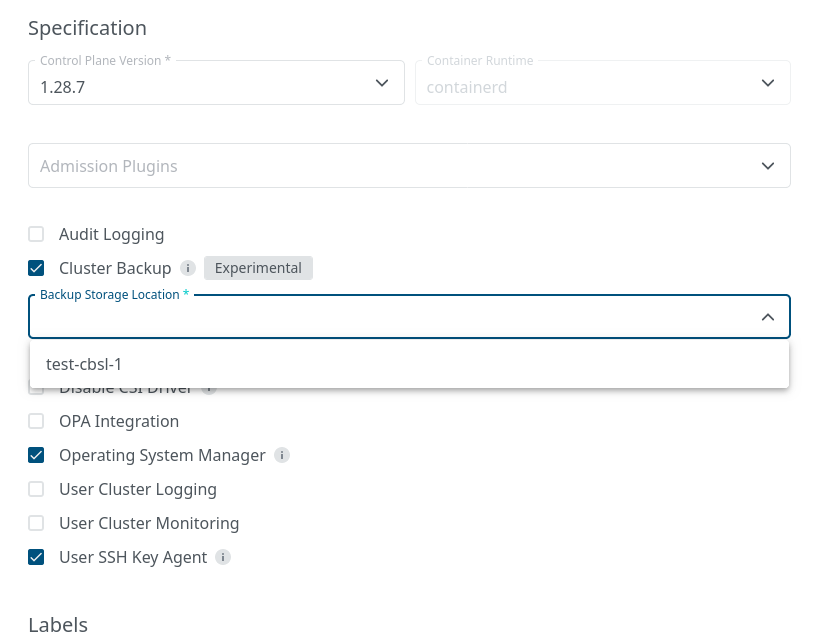 Specification
Control Plane Version *
Container Runtime
1.28.7
containerd
Admission Plugins
Audit Logging
Cluster Backup i Experimental
Backup Storage Location *
test-cbsl-1
Disable CSI Driver
OPA Integration
Operating System Manager i
User Cluster Logging
User Cluster Monitoring
User SSH Key Agent i
Labels